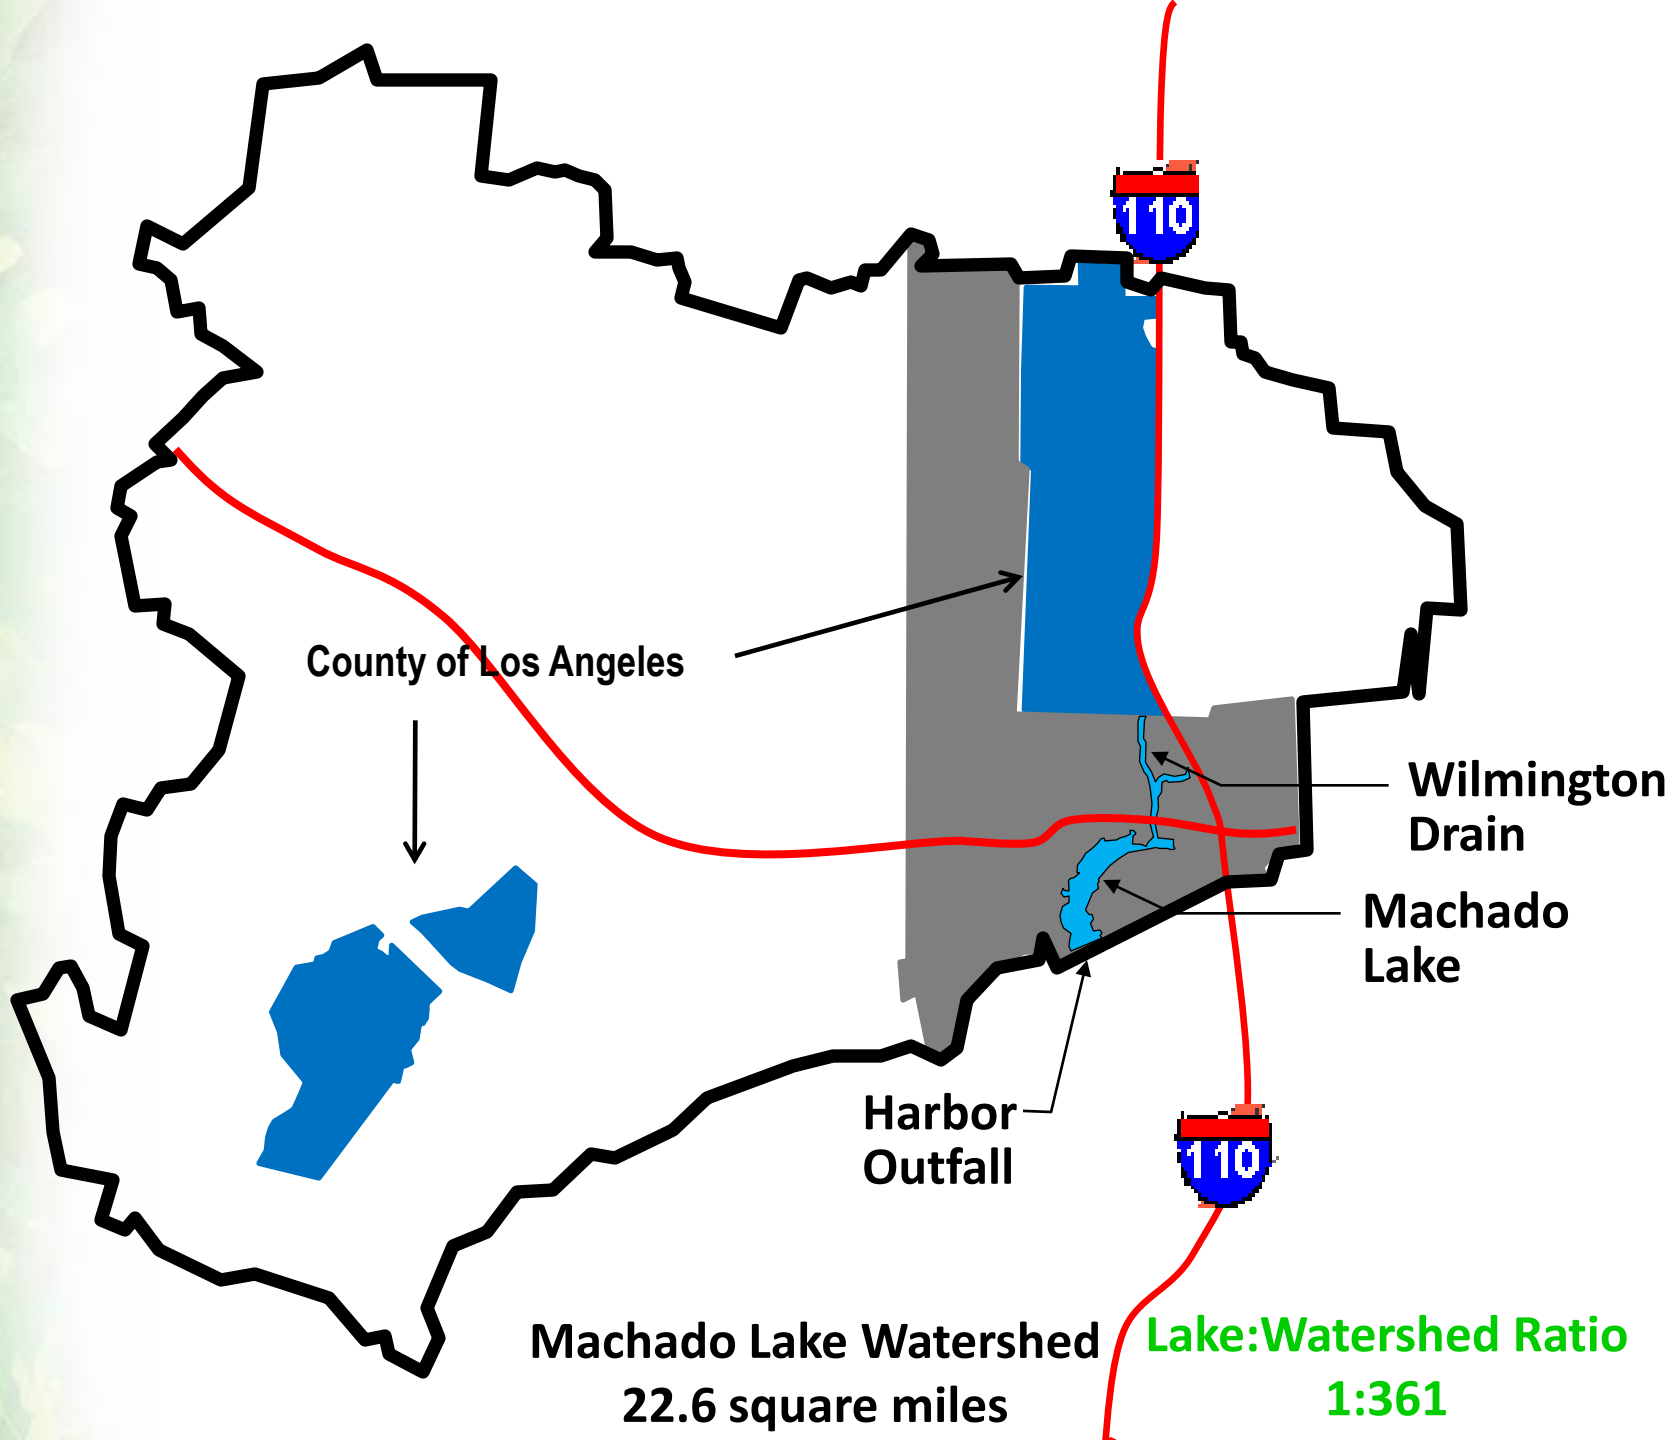 110
County of Los Angeles
Wilmington
Drain
Machado
Lake
Harbor
Outfall
110
Machado Lake Watershed
22.6 square miles
Lake:Watershed Ratio
1:361